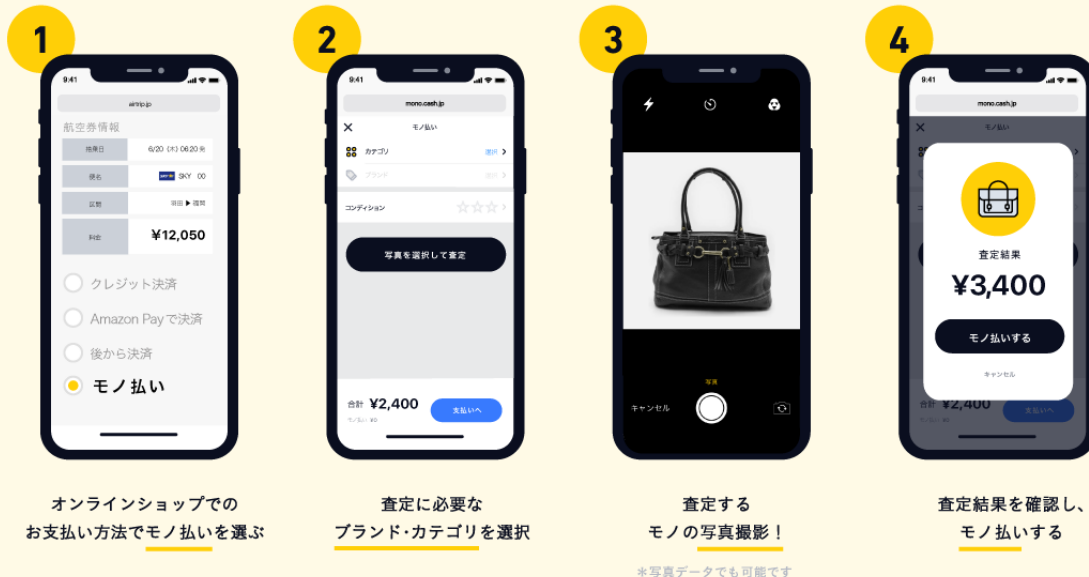 1
9:41
airtrip.jp
航空券情報
搭乗日
6/20（木）06:20発
便名
SKY 00
区間
羽田 ▶ 福岡
料金
¥12,050
クレジット決済
Amazon Payで決済
後から決済
モノ払い
オンラインショップでの
お支払い方法でモノ払いを選ぶ
2
9:41
mono.cash.jp
モノ払い
カテゴリ
選択
ブランド
選択
コンディション
写真を選択して査定
合計 ¥2,400
モノ払い ¥0
支払いへ
査定に必要な
ブランド・カテゴリを選択
3
写真
キャンセル
査定する
モノの写真撮影！
＊写真データでも可能です
4
9:41
mono.cash.jp
モノ払い
査定結果
¥3,400
モノ払いする
キャンセル
合計 ¥2,400
支払いへ
査定結果を確認し、
モノ払いする